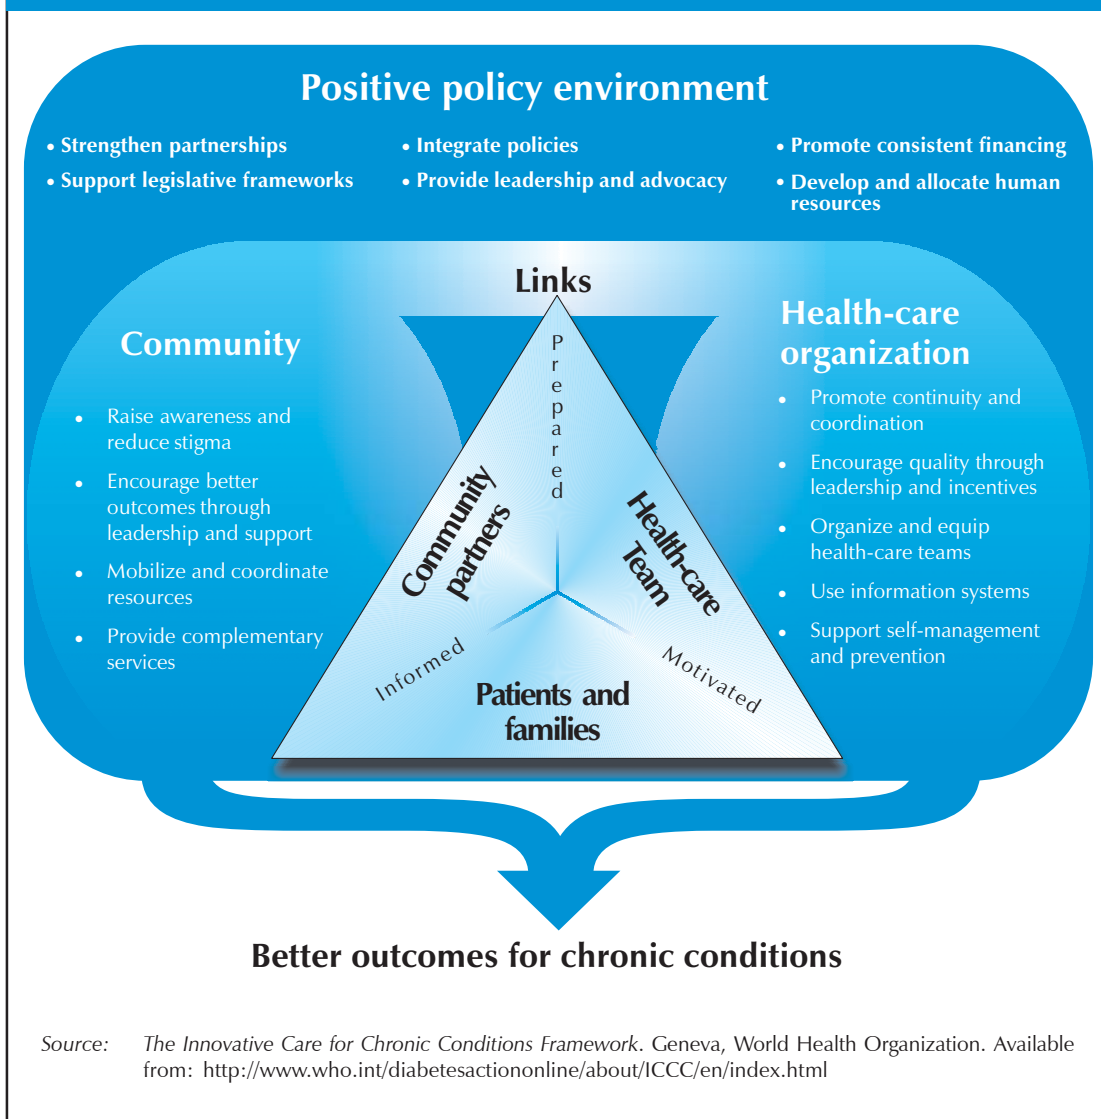 Positive policy environment
• Strengthen partnerships
• Support legislative frameworks
• Integrate policies
• Provide leadership and advocacy
• Promote consistent financing
• Develop and allocate human
resources
Links
Community
• Raise awareness and
reduce stigma
• Encourage better
outcomes through
leadership and support
• Mobilize and coordinate
resources
• Provide complementary
services
Prepared
Community
partners
Health-care
Team
Informed
Motivated
Patients and
families
Health-care
organization
• Promote continuity and
coordination
• Encourage quality through
leadership and incentives
• Organize and equip
health-care teams
• Use information systems
• Support self-management
and prevention
Better outcomes for chronic conditions
Source: The Innovative Care for Chronic Conditions Framework. Geneva, World Health Organization. Available
from: http://www.who.int/diabetesactiononline/about/ICCC/en/index.html